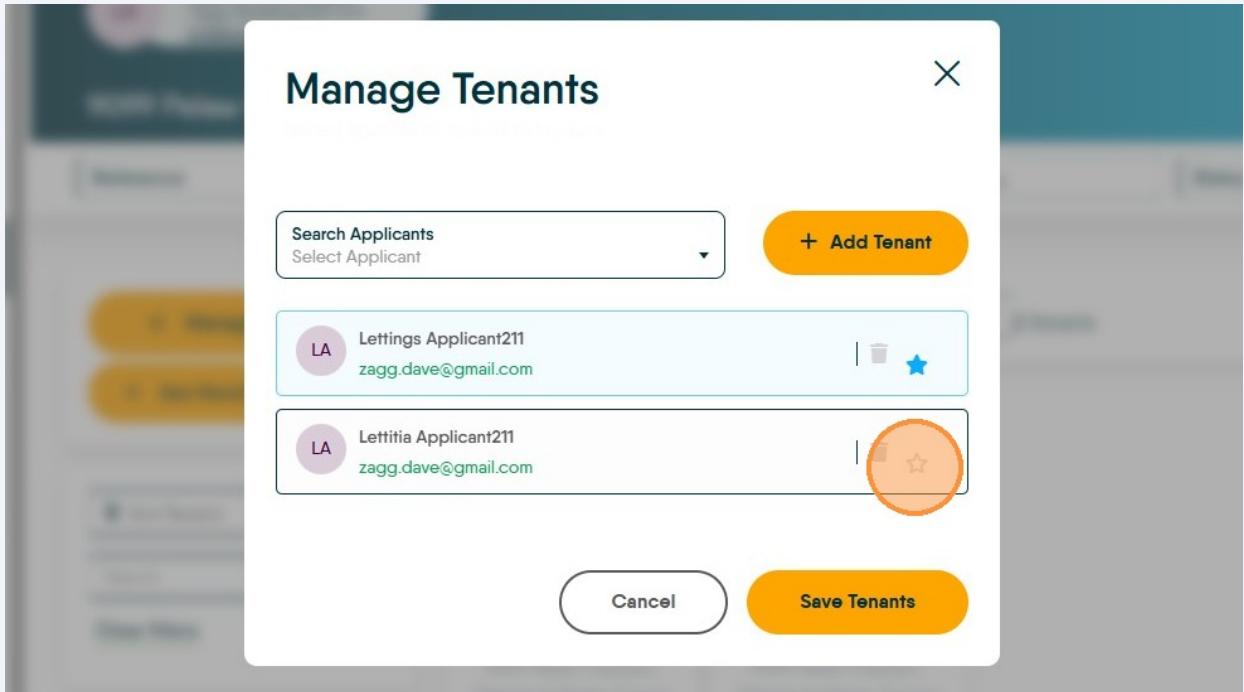 Manage Tenants
Search Applicants
Select Applicant
+ Add Tenant
LA
Lettings Applicant211
zagg.dave@gmail.com
LA
Lettitia Applicant211
zagg.dave@gmail.com
Cancel
Save Tenants